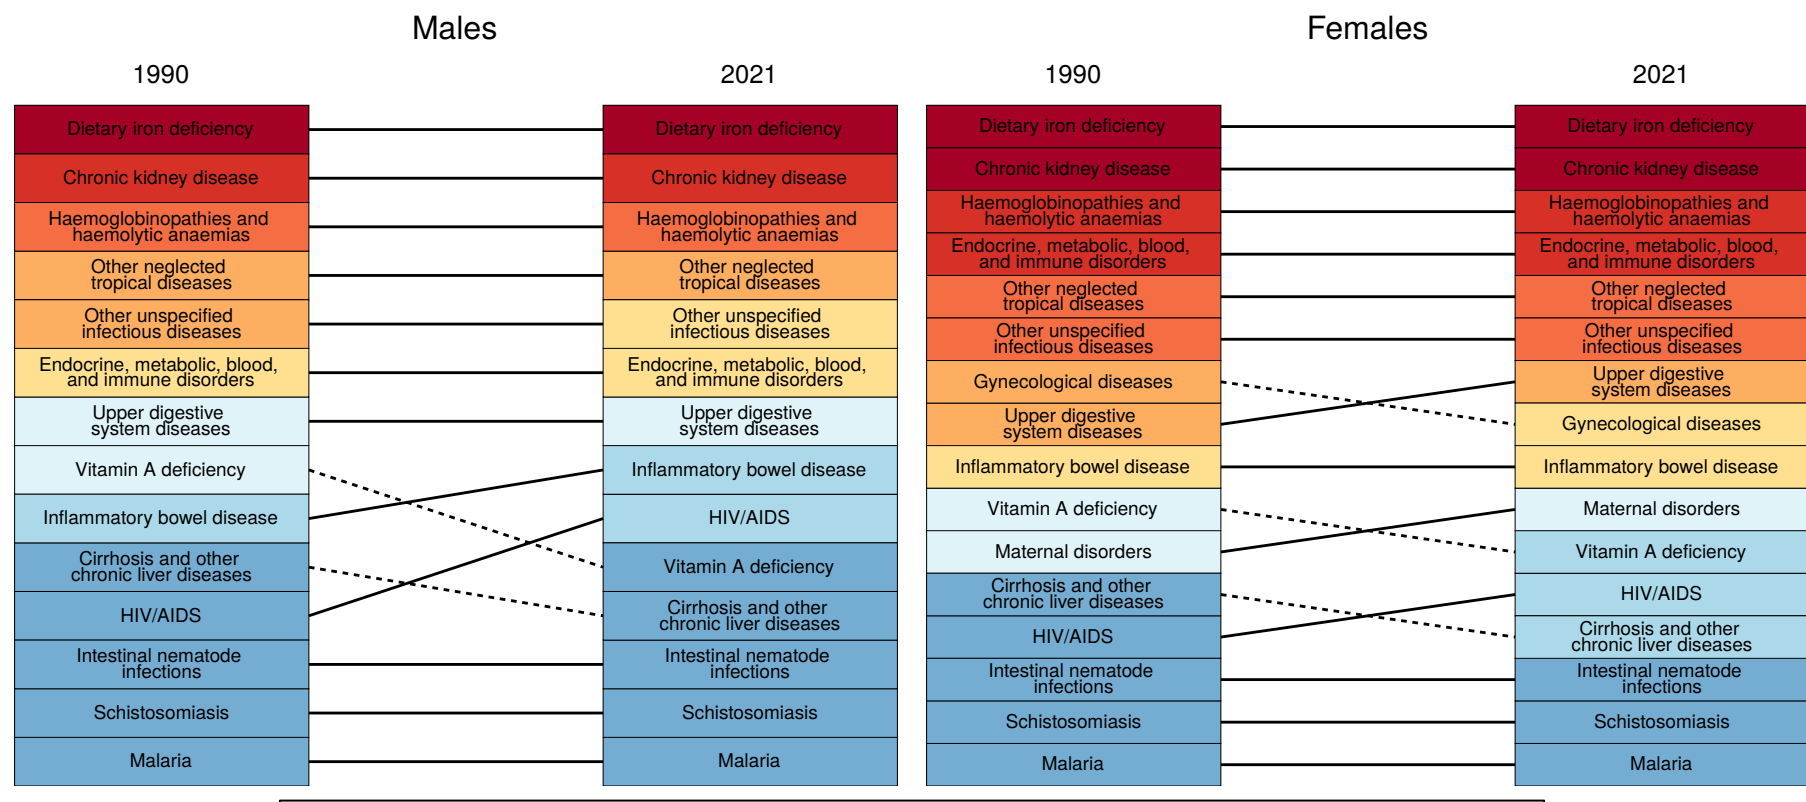 Males
1990
2021
Dietary iron deficiency
Chronic kidney disease
Haemoglobinopathies and
haemolytic anaemias
Other neglected
tropical diseases
Other unspecified
infectious diseases
Endocrine, metabolic, blood,
and immune disorders
Upper digestive
system diseases
Vitamin A deficiency
Inflammatory bowel disease
Cirrhosis and other
chronic liver diseases
HIV/AIDS
Intestinal nematode
infections
Schistosomiasis
Malaria
Dietary iron deficiency
Chronic kidney disease
Haemoglobinopathies and
haemolytic anaemias
Other neglected
tropical diseases
Other unspecified
infectious diseases
Endocrine, metabolic, blood,
and immune disorders
Upper digestive
system diseases
Inflammatory bowel disease
HIV/AIDS
Vitamin A deficiency
Cirrhosis and other
chronic liver diseases
Intestinal nematode
infections
Schistosomiasis
Malaria
Females
1990
2021
Dietary iron deficiency
Chronic kidney disease
Haemoglobinopathies and
haemolytic anaemias
Endocrine, metabolic, blood,
and immune disorders
Other neglected
tropical diseases
Other unspecified
infectious diseases
Gynecological diseases
Upper digestive
system diseases
Inflammatory bowel disease
Vitamin A deficiency
Maternal disorders
Cirrhosis and other
chronic liver diseases
HIV/AIDS
Intestinal nematode
infections
Schistosomiasis
Malaria
Dietary iron deficiency
Chronic kidney disease
Haemoglobinopathies and
haemolytic anaemias
Endocrine, metabolic, blood,
and immune disorders
Other neglected
tropical diseases
Other unspecified
infectious diseases
Upper digestive
system diseases
Gynecological diseases
Inflammatory bowel disease
Maternal disorders
Vitamin A deficiency
HIV/AIDS
Cirrhosis and other
chronic liver diseases
Intestinal nematode
infections
Schistosomiasis
Malaria